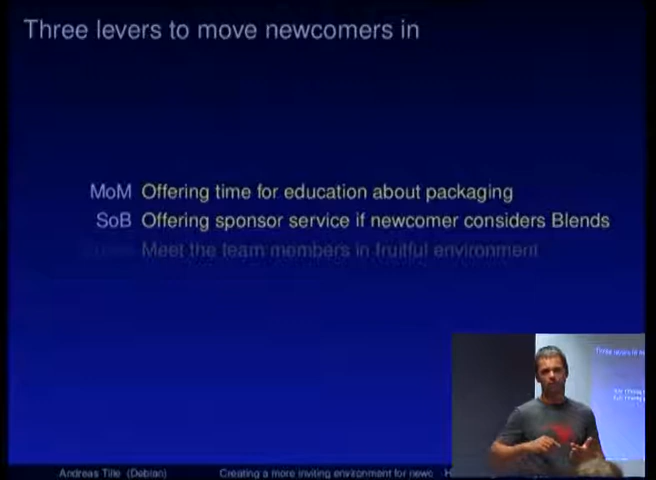 Three levers to move newcomers in
MoM Offering time for education about packaging
SoB Offering sponsor service if newcomer considers Blends
Meet the team members in fruitful environment
Andreas Tille (Debian) Creating a more inviting environment for newc